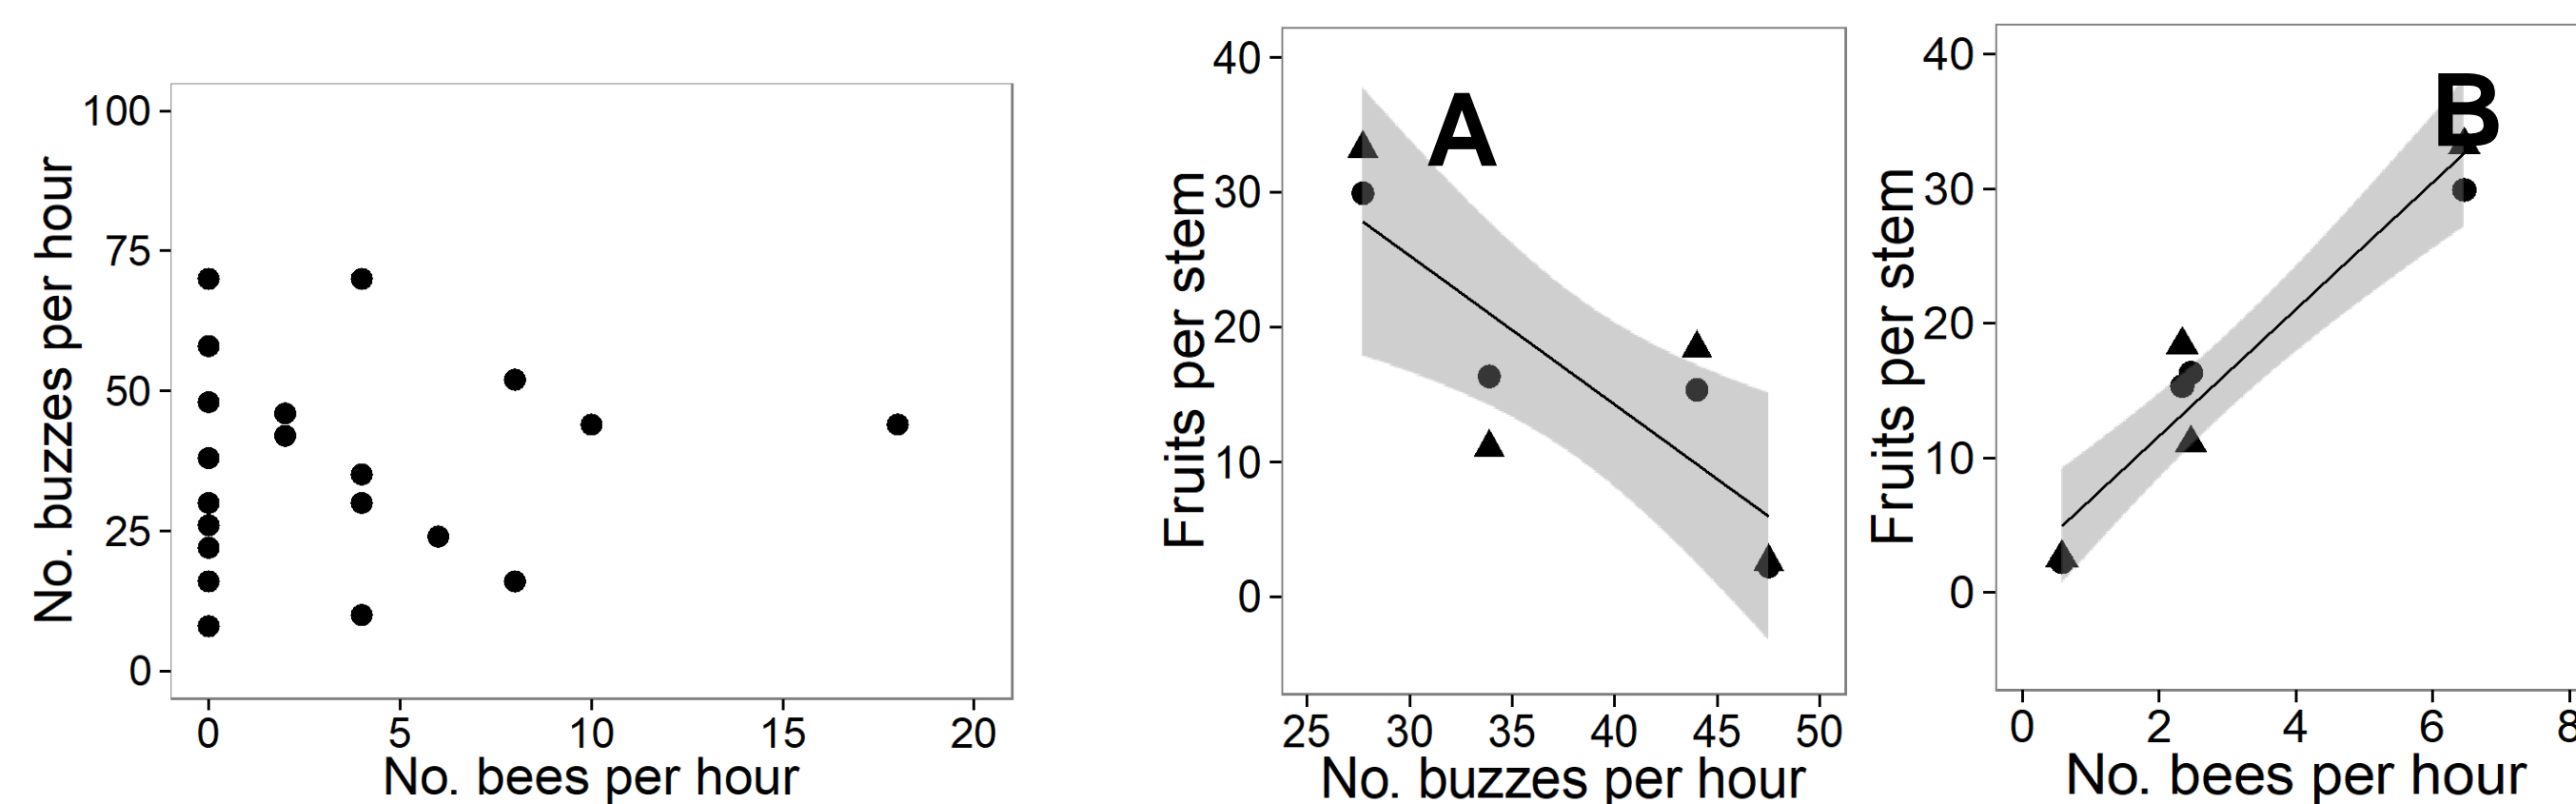 No. buzzes per hour
100
75
50
25
0
0 5 10 15 20
No. bees per hour
A
Fruits per stem
40
30
20
10
0
25 30 35 40 45 50
No. buzzes per hour
B
Fruits per stem
40
30
20
10
0
0 2 4 6 8
No. bees per hour